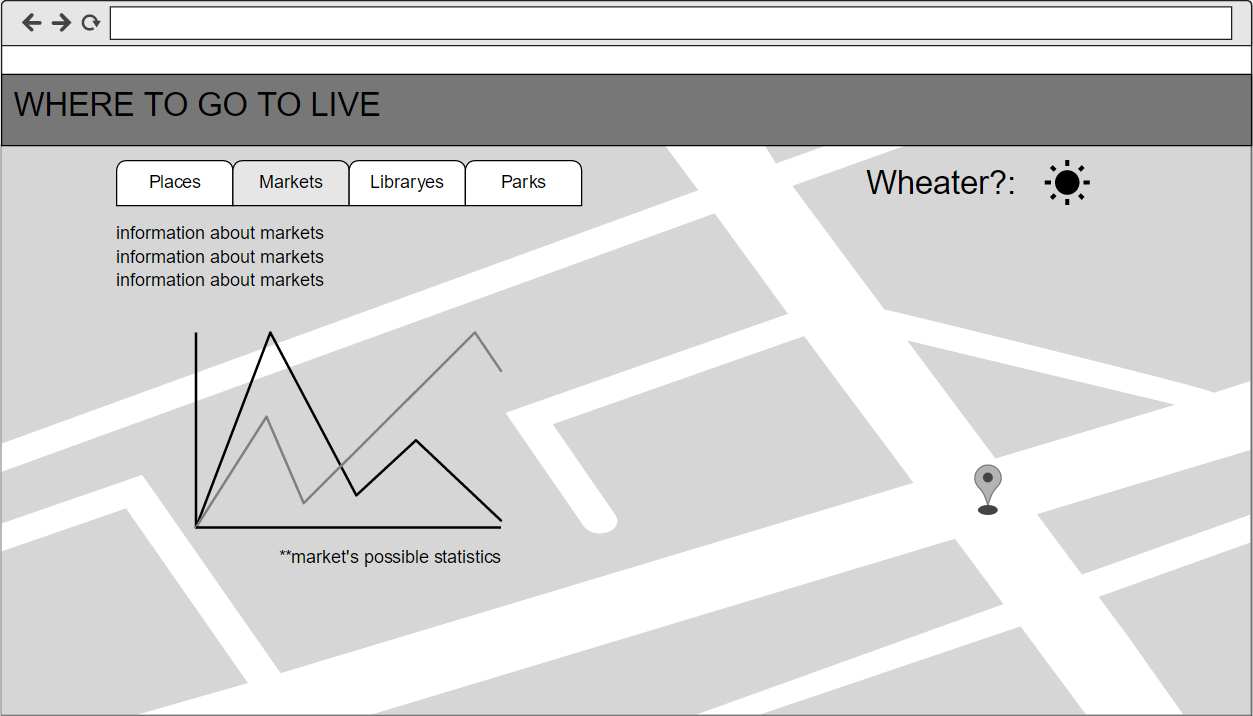 WHERE TO GO TO LIVE
Places Markets Libraryes Parks
Wheater?:
information about markets
information about markets
information about markets
**market's possible statistics